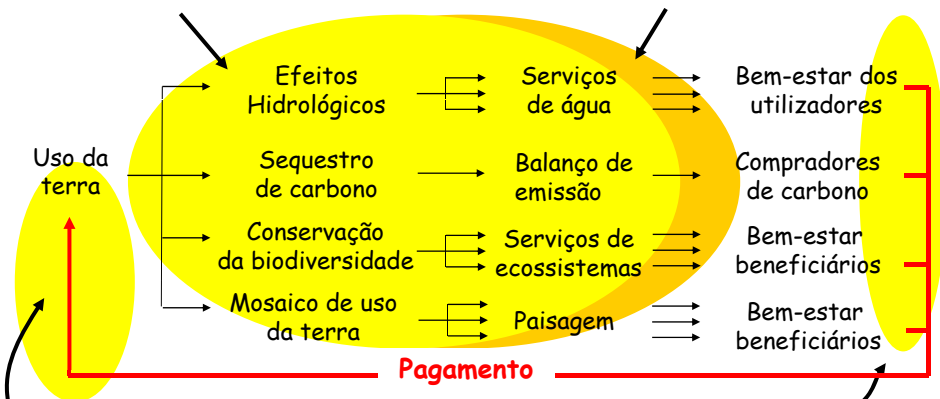 Uso da
terra
Efeitos
Hidrológicos
Serviços
de água
Bem-estar dos
utilizadores
Sequestro
de carbono
Balanço de
emissão
Compradores
de carbono
Conservação
da biodiversidade
Serviços de
ecossistemas
Bem-estar
beneficiários
Mosaico de uso
da terra
Paisagem
Bem-estar
beneficiários
Pagamento